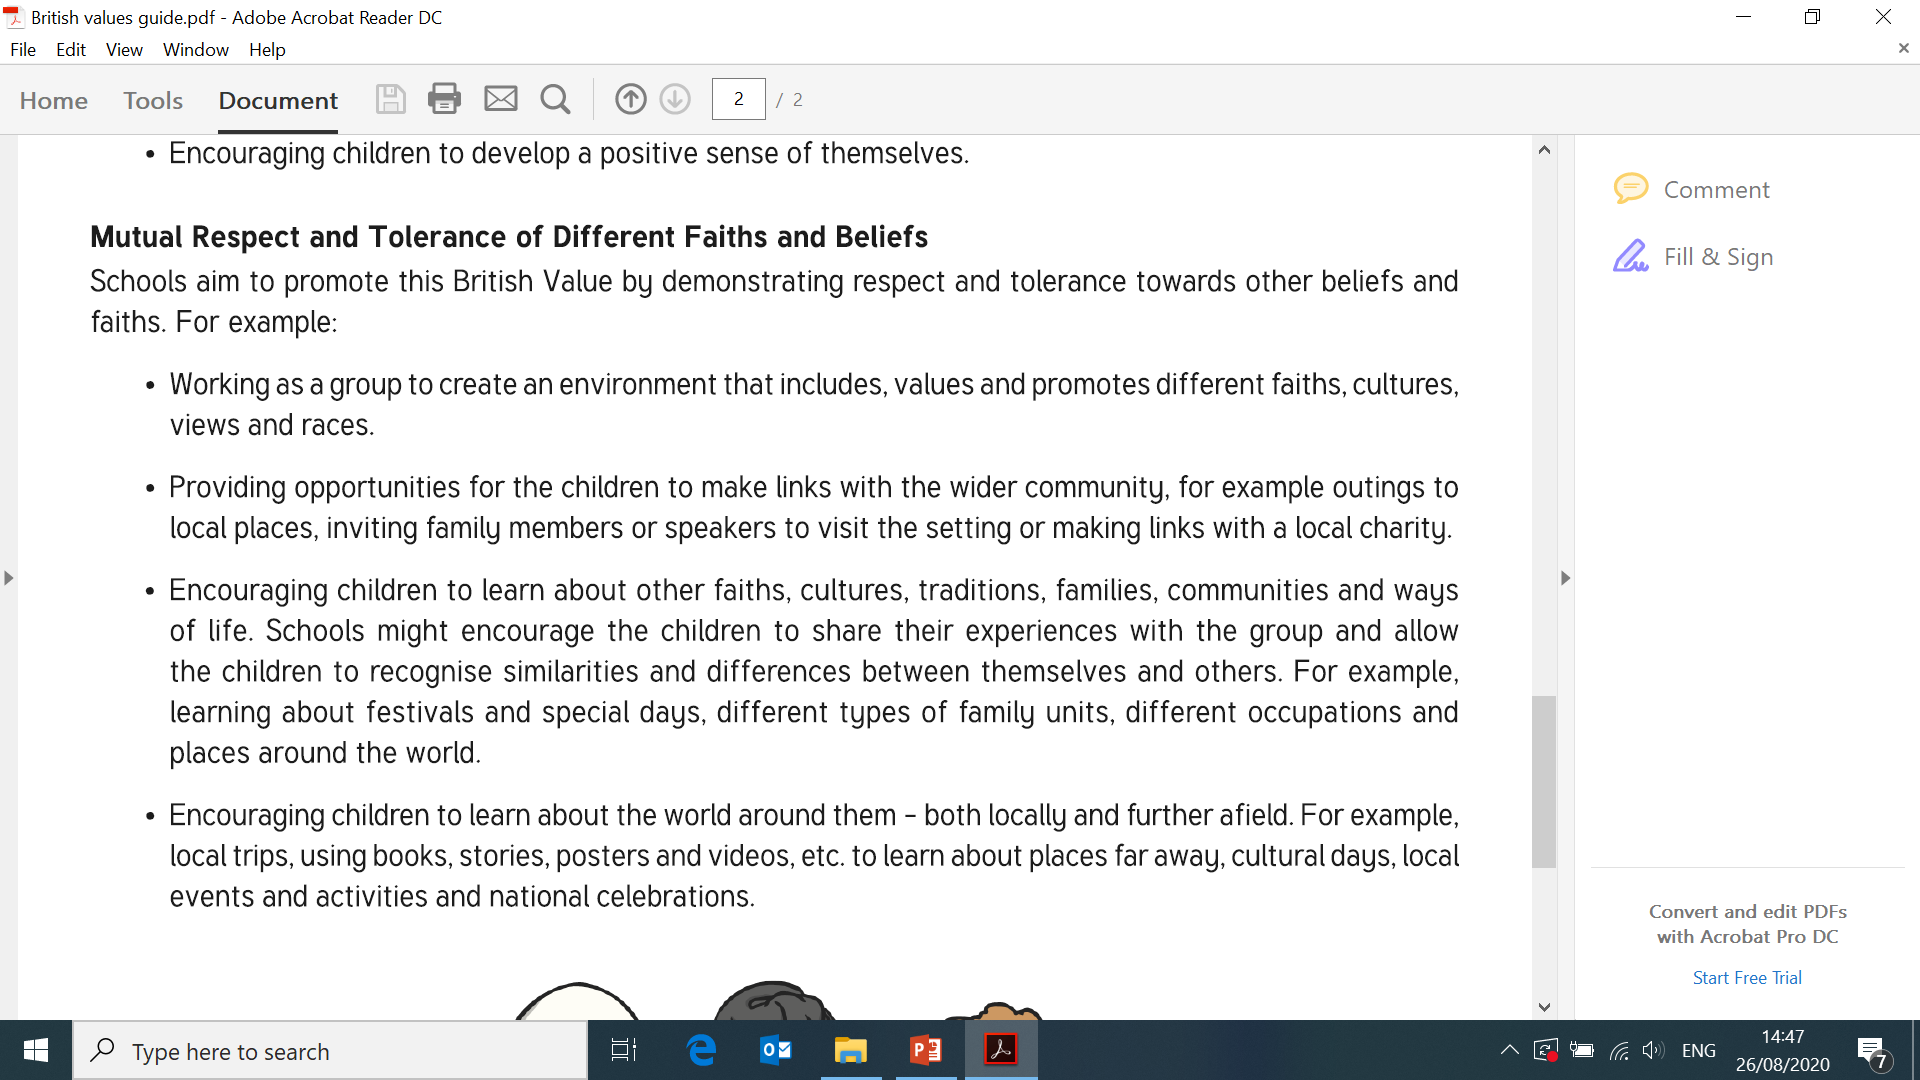 British values guide.pdf - Adobe Acrobat Reader DC
File Edit View Window Help
Home Tools Document 2 / 2
• Encouraging children to develop a positive sense of themselves.
Mutual Respect and Tolerance of Different Faiths and Beliefs
Schools aim to promote this British Value by demonstrating respect and tolerance towards other beliefs and
faiths. For example:
• Working as a group to create an environment that includes, values and promotes different faiths, cultures,
views and races.
• Providing opportunities for the children to make links with the wider community, for example outings to
local places, inviting family members or speakers to visit the setting or making links with a local charity.
• Encouraging children to learn about other faiths, cultures, traditions, families, communities and ways
of life. Schools might encourage the children to share their experiences with the group and allow
the children to recognise similarities and differences between themselves and others. For example,
learning about festivals and special days, different types of family units, different occupations and
places around the world.
• Encouraging children to learn about the world around them – both locally and further afield. For example,
local trips, using books, stories, posters and videos, etc. to learn about places far away, cultural days, local
events and activities and national celebrations.
Comment
Fill & Sign
Convert and edit PDFs
with Acrobat Pro DC
Start Free Trial
Type here to search
ENG
14:47
26/08/2020
7